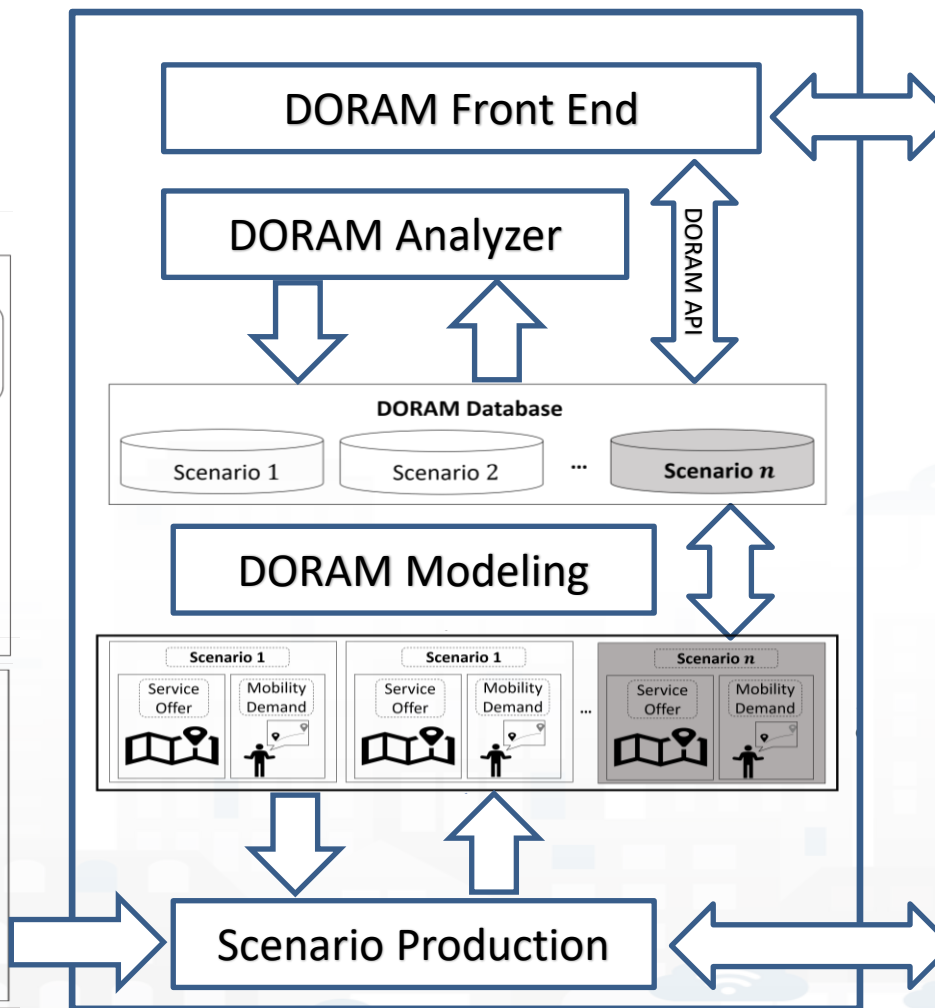 DORAM Front End
DORAM Analyzer
DORAM API
DORAM Database
Scenario 1
Scenario 2
...
Scenario n
DORAM Modeling
Scenario 1
Service
Offer
Mobility
Demand
Scenario 1
Service
Offer
Mobility
Demand
...
Scenario n
Service
Offer
Mobility
Demand
Scenario Production